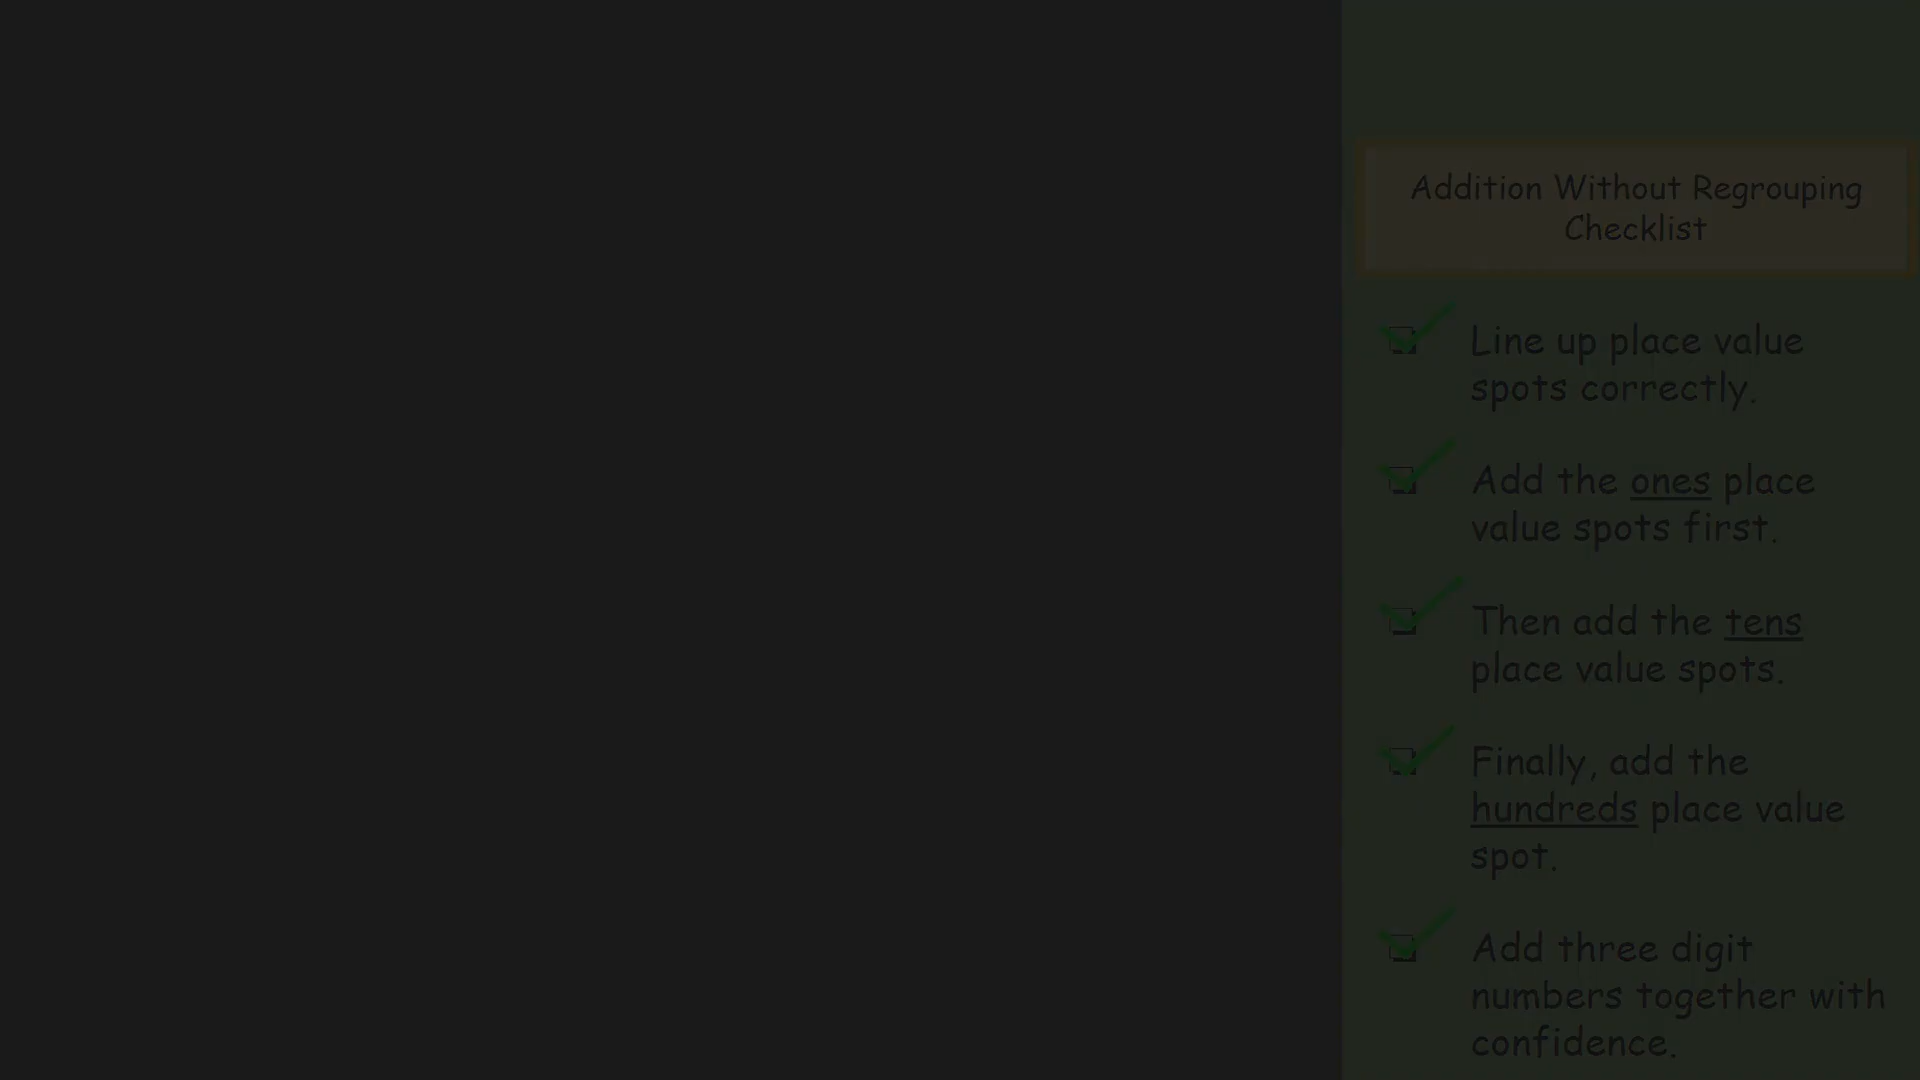 Addition Without Regrouping
Checklist
Line up place value
spots correctly.
Add the ones place
value spots first.
Then add the tens
place value spots.
Finally, add the
hundreds place value
spot.
Add three digit
numbers together with
confidence.